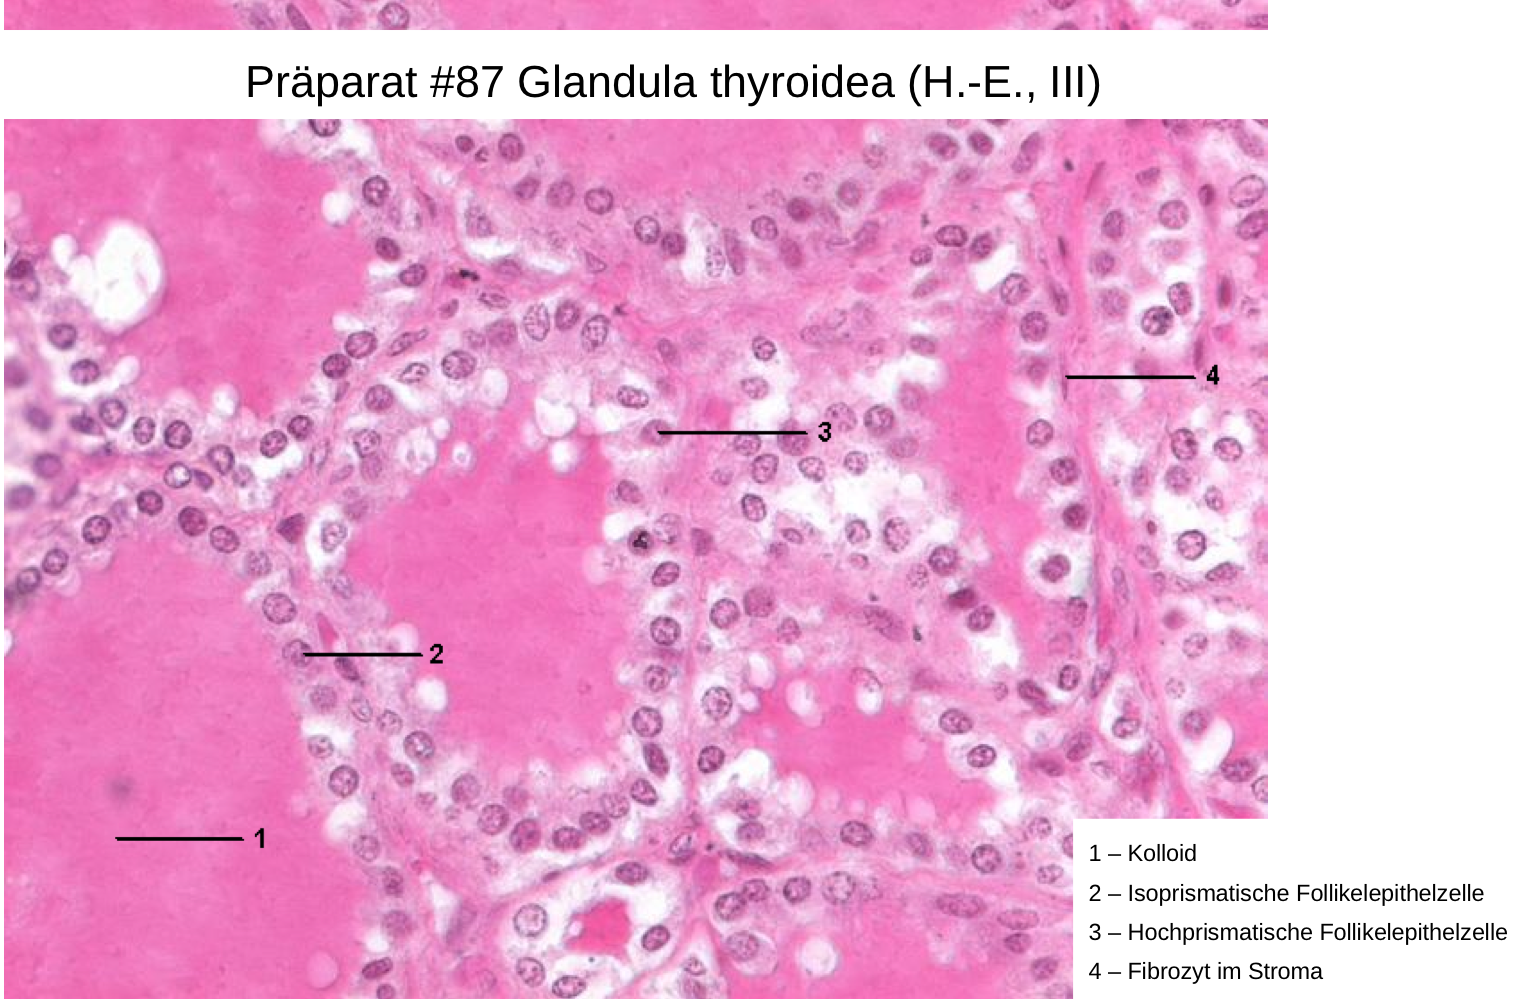 Präparat #87 Glandula thyroidea (H.-E., III)
4
3
2
1
1 – Kolloid
2 – Isoprismatische Follikelepithelzelle
3 – Hochprismatische Follikelepithelzelle
4 – Fibrozyt im Stroma